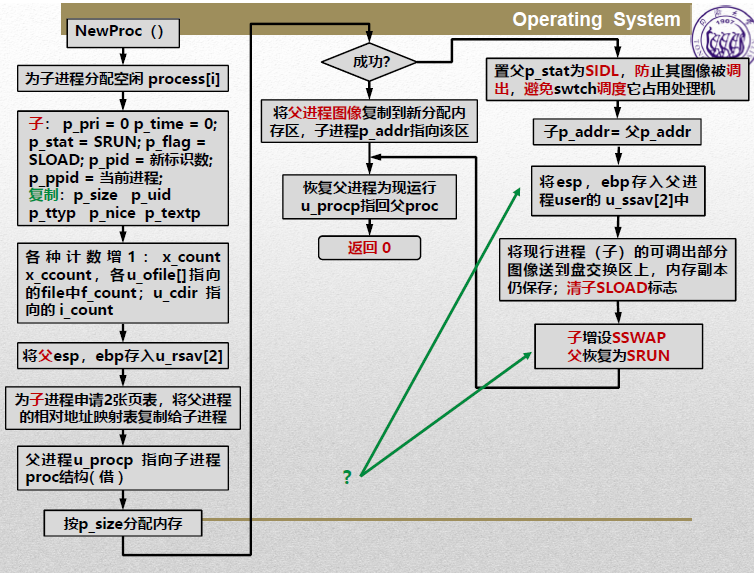 Operating System
1907
NewProc（）
为子进程分配空闲 process[i]
子： p_pri = 0 p_time = 0;
p_stat = SRUN; p_flag =
SLOAD; p_pid = 新标识数;
p_ppid = 当前进程;
复制: p_size p_uid
p_ttyp p_nice p_textp
各种计数增1： x_count
x_ccount，各u_ofile[]指向
的file中f_count；u_cdir 指
向的 i_count
将父esp，ebp存入u_rsav[2]
为子进程申请2张页表，将父进程
的相对地址映射表复制给子进程
父进程u_procp 指向子进程
proc结构( 借 )
按p_size分配内存
成功?
将父进程图像复制到新分配内
存区，子进程p_addr指向该区
恢复父进程为现运行
u_procp指回父proc
返回 0
置父p_stat为SIDL，防止其图像被调
出，避免swtch调度它占用处理机
子p_addr= 父p_addr
将esp，ebp存入父进
程user的 u_ssav[2]中
将现行进程（子）的可调出部分
图像送到盘交换区上，内存副本
仍保存；清子SLOAD标志
子增设SSWAP
父恢复为SRUN
?